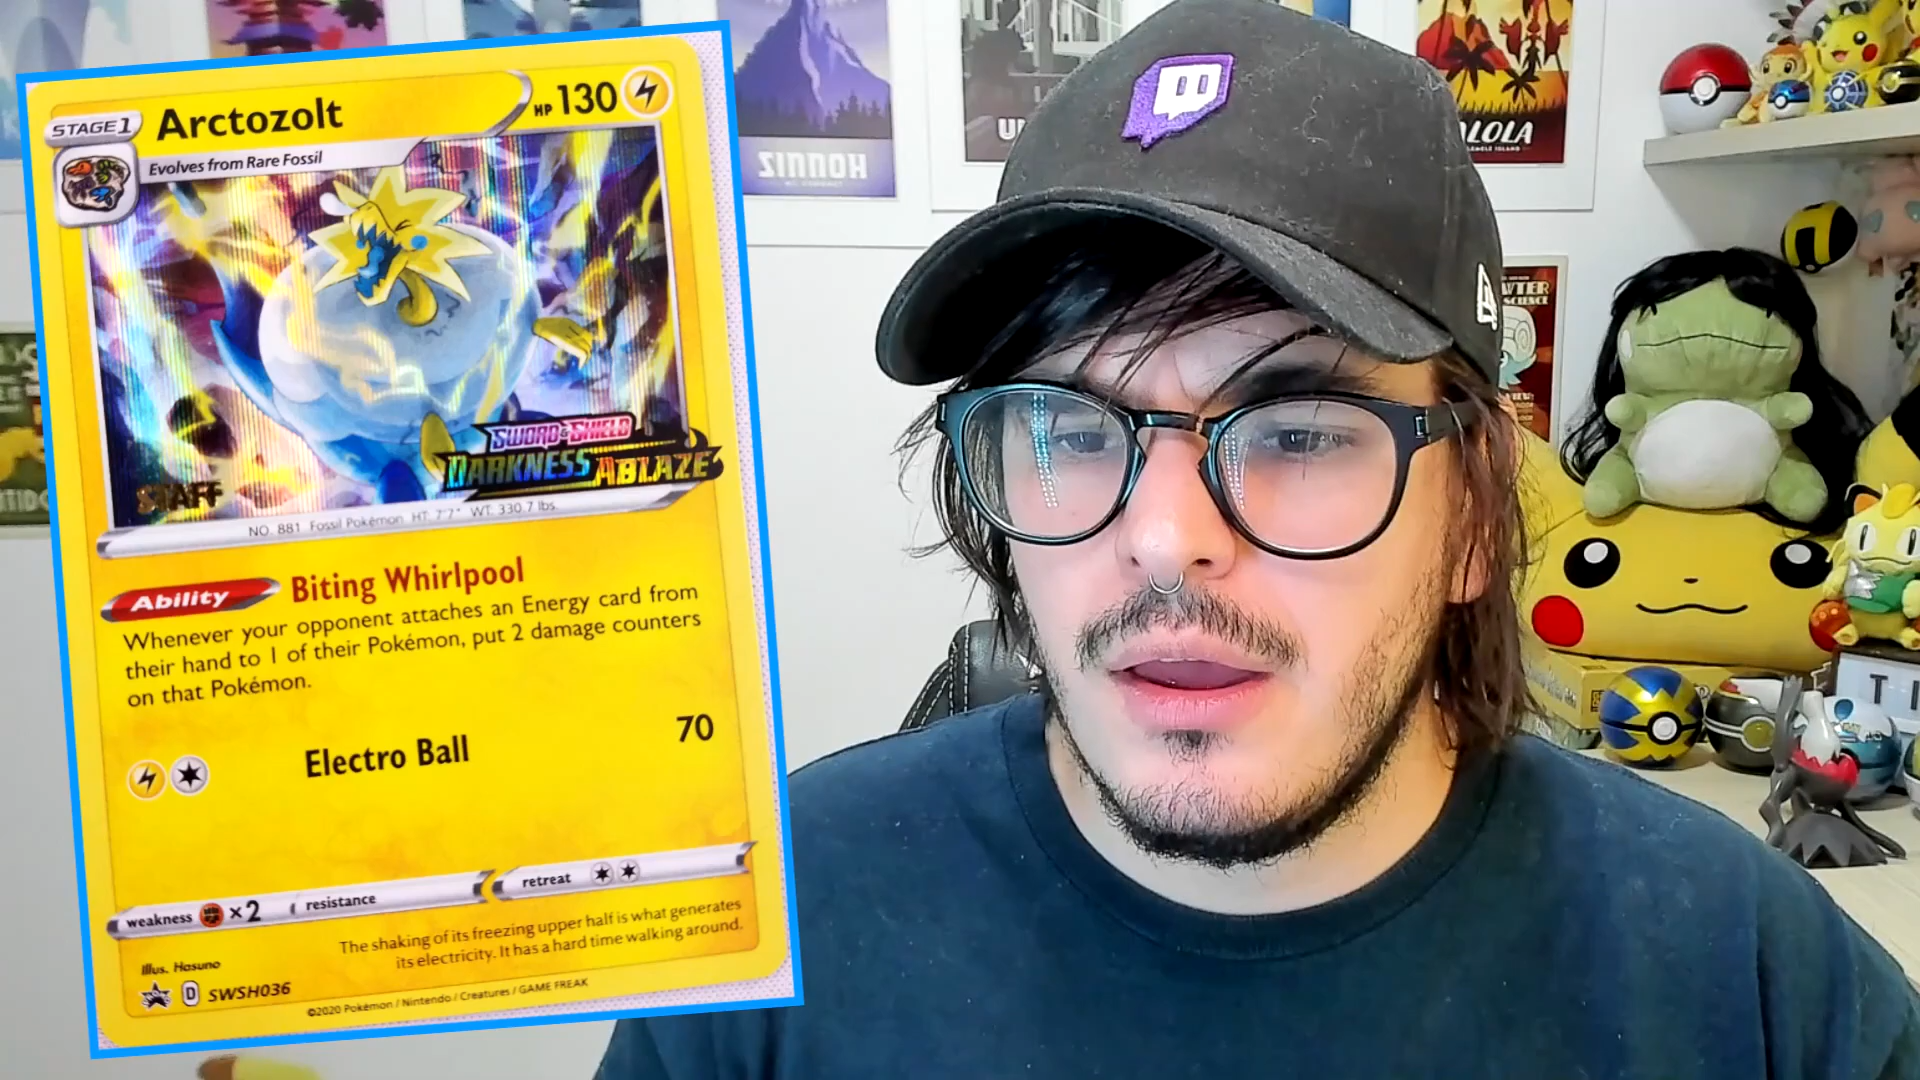 STAGE1
Arctozolt
HP 130
Evolves from Rare Fossil
SWORD & SHIELD
DARKNESS ABLAZE
STAFF
NO. 881 Fossil Pokémon HT: 7'7" WT: 330.7 lbs.
Ability Biting Whirlpool
Whenever your opponent attaches an Energy card from
their hand to 1 of their Pokémon, put 2 damage counters
on that Pokémon.
Electro Ball 70
weakness ×2 resistance retreat
The shaking of its freezing upper half is what generates
its electricity. It has a hard time walking around.
Illus. Hasuno
D SWSH036
©2020 Pokémon / Nintendo / Creatures / GAME FREAK
SINNOH
ALOLA
SCIENCE
TI